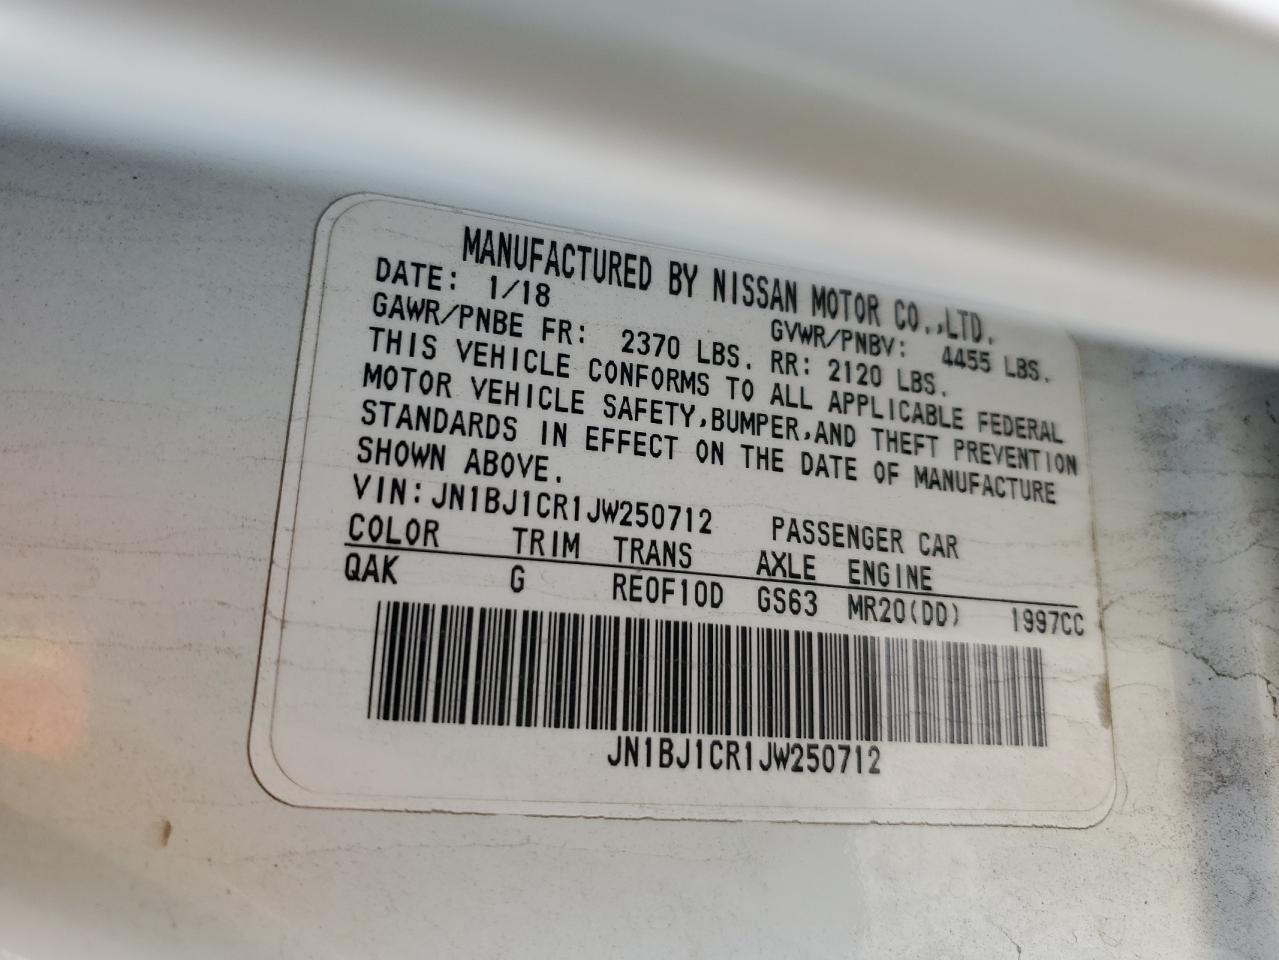 MANUFACTURED BY NISSAN MOTOR CO.,LTD.
DATE: 1/18 GVWR/PNBV: 4455 LBS.
GAWR/PNBE FR: 2370 LBS. RR: 2120 LBS.
THIS VEHICLE CONFORMS TO ALL APPLICABLE FEDERAL
MOTOR VEHICLE SAFETY,BUMPER,AND THEFT PREVENTION
STANDARDS IN EFFECT ON THE DATE OF MANUFACTURE
SHOWN ABOVE.
VIN:JN1BJ1CR1JW250712 PASSENGER CAR
COLOR TRIM TRANS AXLE ENGINE
QAK G RE0F10D GS63 MR20(DD) 1997CC
JN1BJ1CR1JW250712